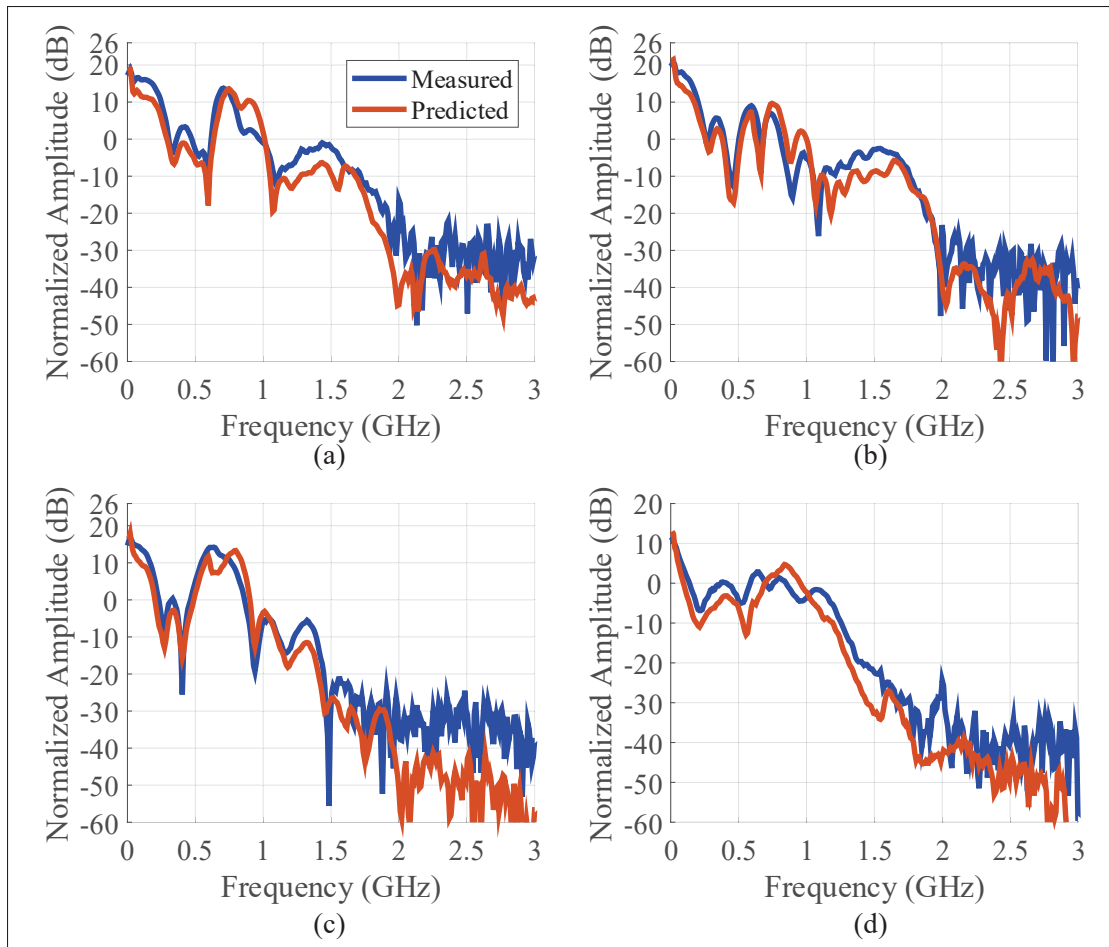 26
20
10
0
-10
-20
-30
-40
-50
-60
Normalized Amplitude (dB)
Measured
Predicted
0 0.5 1 1.5 2 2.5 3
Frequency (GHz)
(a)
26
20
10
0
-10
-20
-30
-40
-50
-60
Normalized Amplitude (dB)
0 0.5 1 1.5 2 2.5 3
Frequency (GHz)
(b)
26
20
10
0
-10
-20
-30
-40
-50
-60
Normalized Amplitude (dB)
0 0.5 1 1.5 2 2.5 3
Frequency (GHz)
(c)
20
10
0
-10
-20
-30
-40
-50
-60
Normalized Amplitude (dB)
0 0.5 1 1.5 2 2.5 3
Frequency (GHz)
(d)